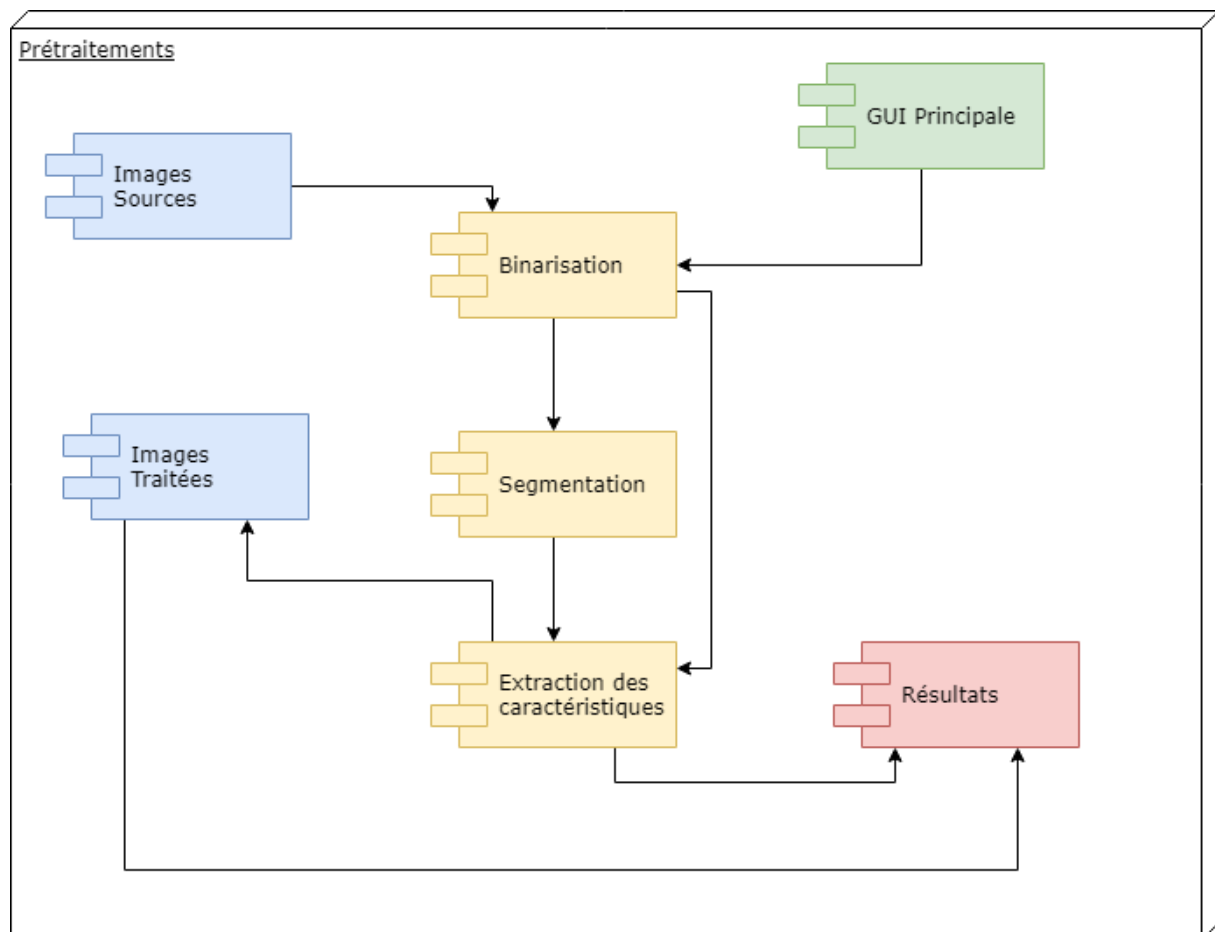 Prétraitements
GUI Principale
Images
Sources
Binarisation
Images
Traitées
Segmentation
Extraction des
caractéristiques
Résultats